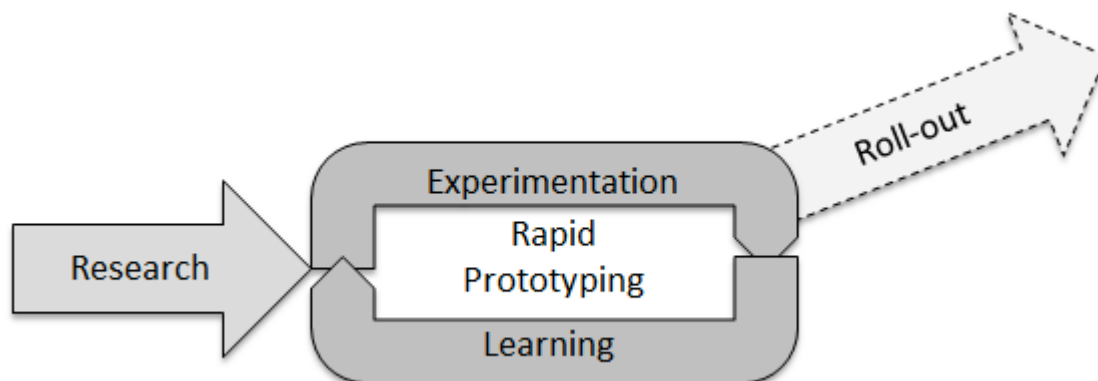 Research
Experimentation
Rapid
Prototyping
Learning
Roll-out